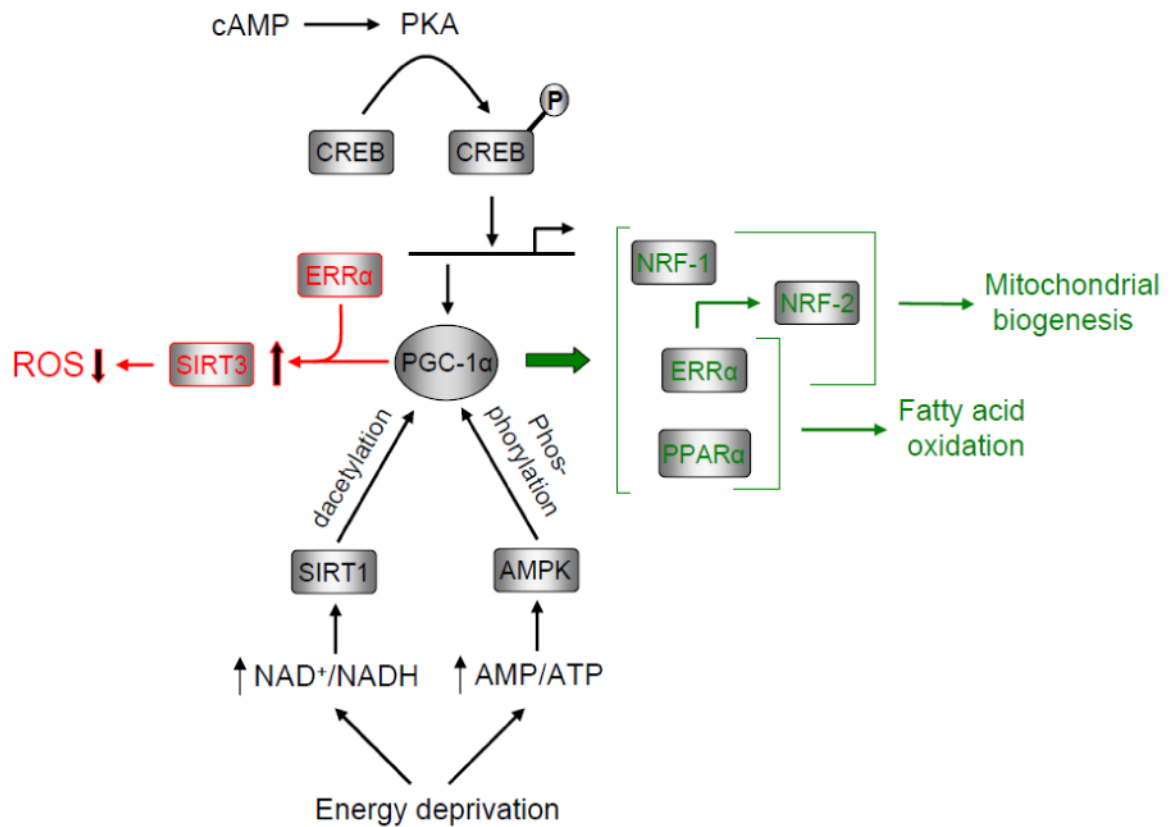 cAMP
PKA
P
CREB
CREB
NRF-1
ERRα
NRF-2
Mitochondrial
biogenesis
ROS
SIRT3
PGC-1α
ERRα
Fatty acid
oxidation
PPARα
dacetylation
Phos-
phorylation
SIRT1
AMPK
NAD⁺/NADH
AMP/ATP
Energy deprivation